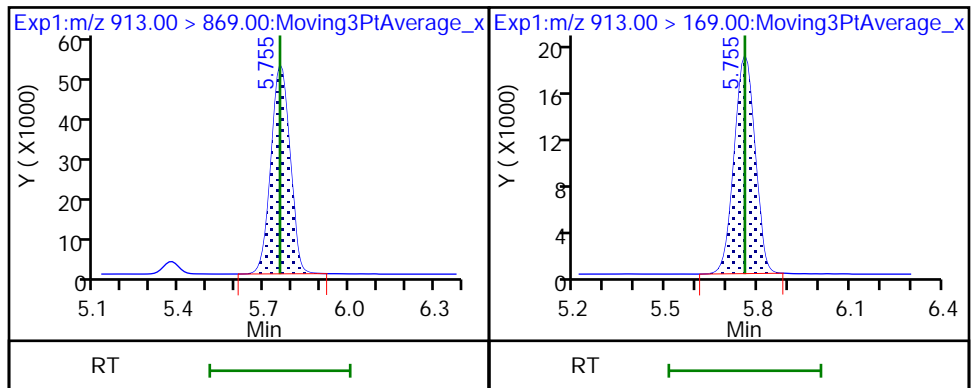 Exp1:m/z 913.00 > 869.00:Moving3PtAverage_x
5.755
Y ( X1000)
60
50
40
30
20
10
0
5.1 5.4 5.7 6.0 6.3
Min
RT
Exp1:m/z 913.00 > 169.00:Moving3PtAverage_x
5.755
Y ( X1000)
20
16
12
8
4
0
5.2 5.5 5.8 6.1 6.4
Min
RT